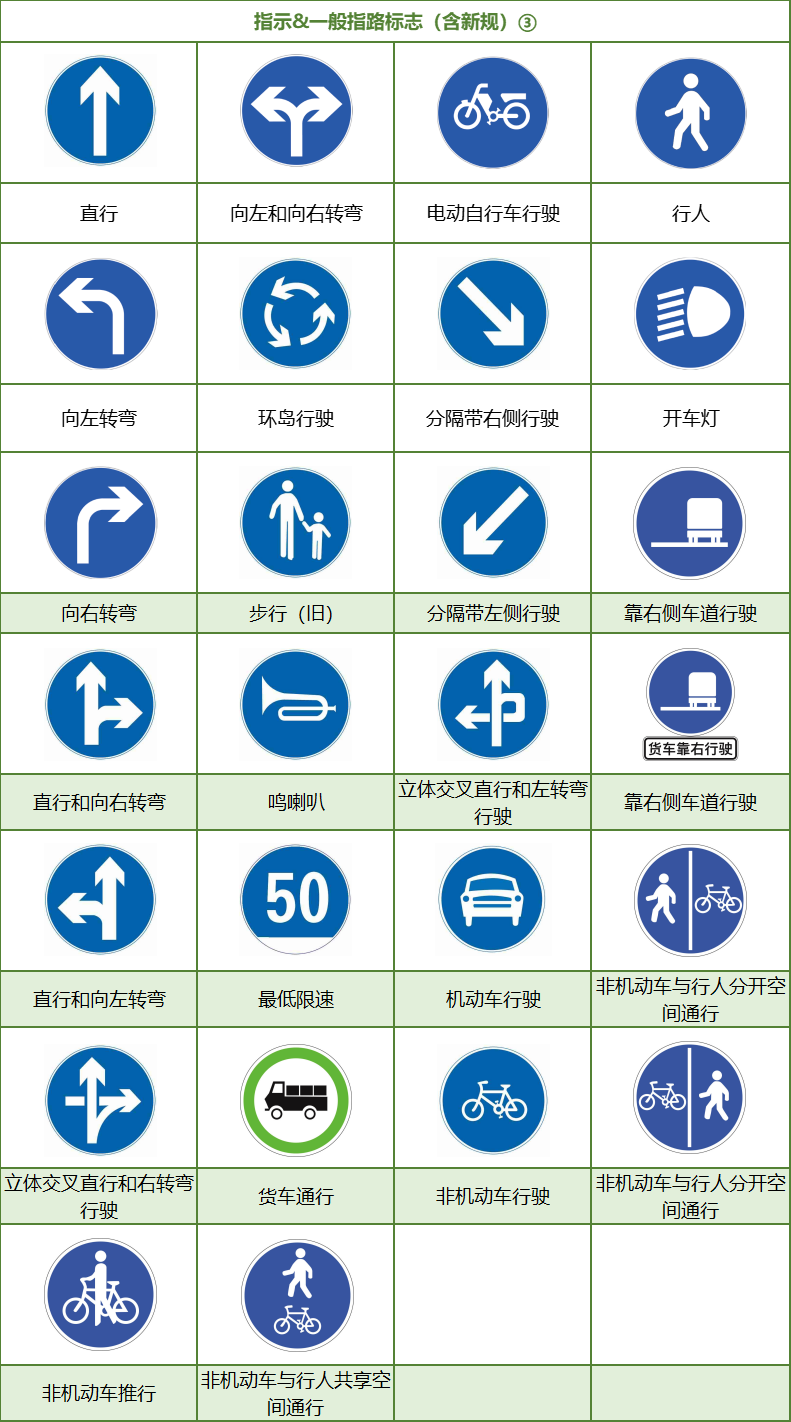 指示&一般指路标志（含新规）③
直行
向左和向右转弯
电动自行车行驶
行人
向左转弯
环岛行驶
分隔带右侧行驶
开车灯
向右转弯
步行（旧）
分隔带左侧行驶
靠右侧车道行驶
货车靠右行驶
直行和向右转弯
鸣喇叭
立体交叉直行和左转弯
行驶
靠右侧车道行驶
50
直行和向左转弯
最低限速
机动车行驶
非机动车与行人分开空
间通行
立体交叉直行和右转弯
行驶
货车通行
非机动车行驶
非机动车与行人分开空
间通行
非机动车推行
非机动车与行人共享空
间通行